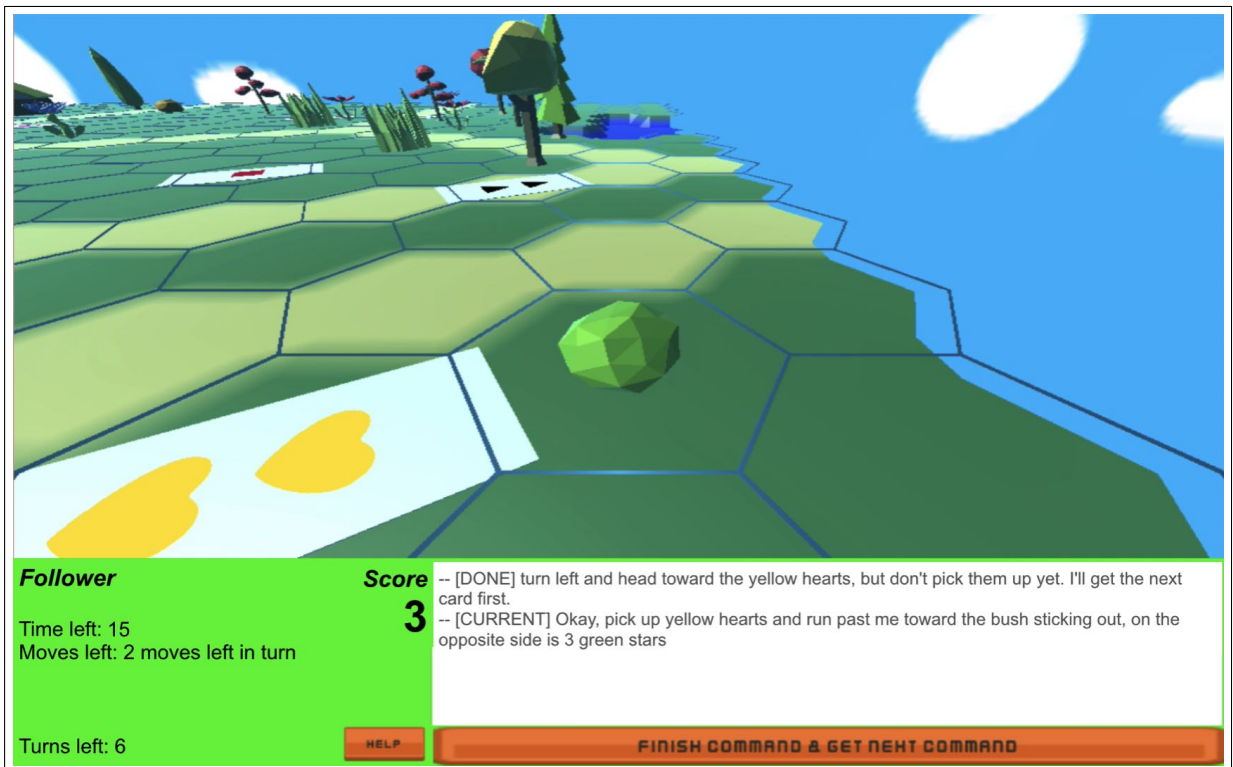 Follower
Score
3
Time left: 15
Moves left: 2 moves left in turn
-- [DONE] turn left and head toward the yellow hearts, but don't pick them up yet. I'll get the next
card first.
-- [CURRENT] Okay, pick up yellow hearts and run past me toward the bush sticking out, on the
opposite side is 3 green stars
Turns left: 6
HELP
FINISH COMMAND & GET NEXT COMMAND